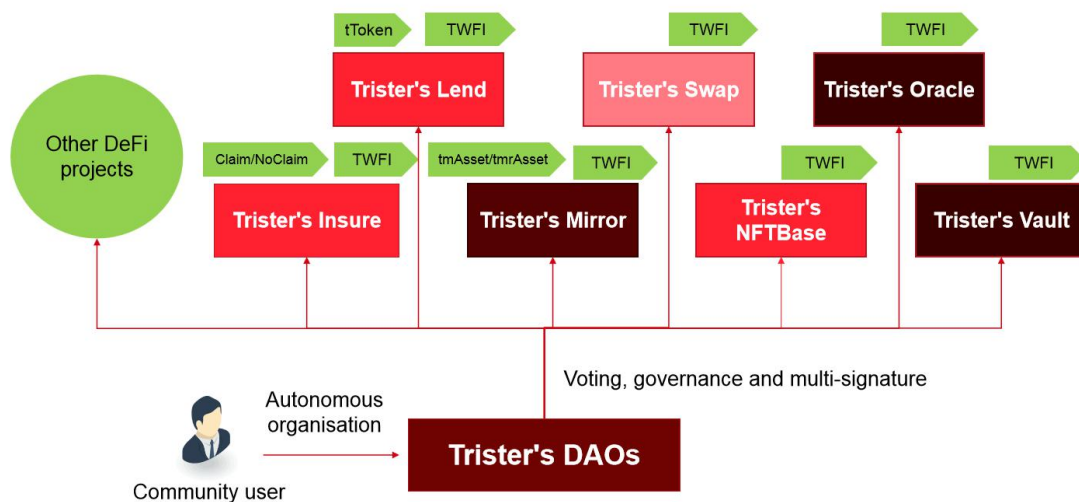 tToken
TWFI
TWFI
TWFI
Trister's Lend
Trister's Swap
Trister's Oracle
Other DeFi
projects
Claim/NoClaim
TWFI
tmAsset/tmrAsset
TWFI
TWFI
TWFI
Trister's Insure
Trister's Mirror
Trister's
NFTBase
Trister's Vault
Voting, governance and multi-signature
Autonomous
organisation
Trister's DAOs
Community user